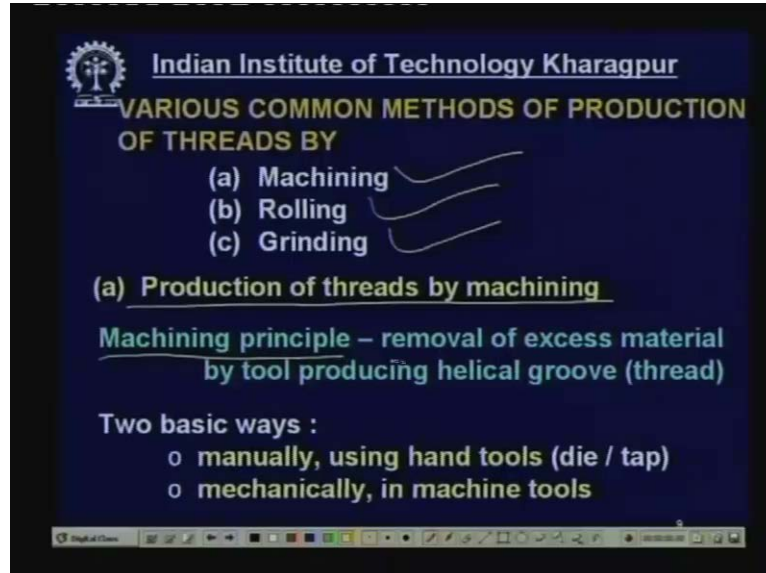 Indian Institute of Technology Kharagpur
VARIOUS COMMON METHODS OF PRODUCTION
OF THREADS BY
(a) Machining
(b) Rolling
(c) Grinding
(a) Production of threads by machining
Machining principle – removal of excess material
by tool producing helical groove (thread)
Two basic ways :
o manually, using hand tools (die / tap)
o mechanically, in machine tools
9